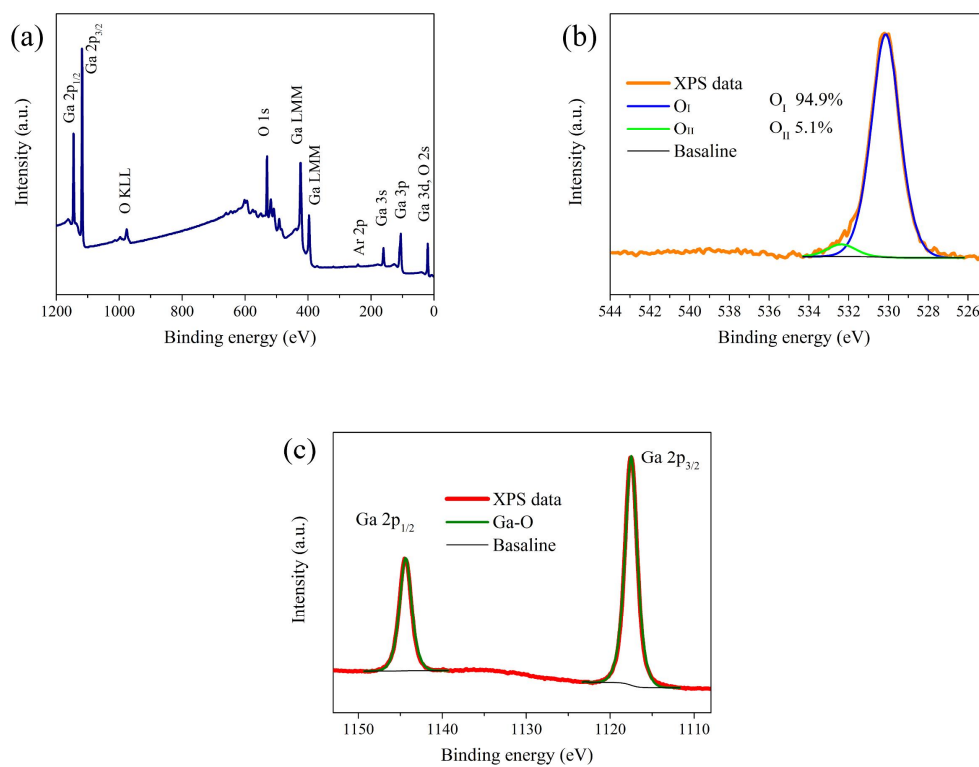 (a)
Intensity (a.u.)
Ga 2p1/2
Ga 2p3/2
O KLL
O 1s
Ga LMM
Ga LMM
Ar 2p
Ga 3s
Ga 3p
Ga 3d, O 2s
1200 1000 800 600 400 200 0
Binding energy (eV)
(b)
Intensity (a.u.)
XPS data
OI
OII
Basaline
OI 94.9%
OII 5.1%
544 542 540 538 536 534 532 530 528 526
Binding energy (eV)
(c)
Intensity (a.u.)
Ga 2p1/2
XPS data
Ga-O
Basaline
Ga 2p3/2
1150 1140 1130 1120 1110
Binding energy (eV)